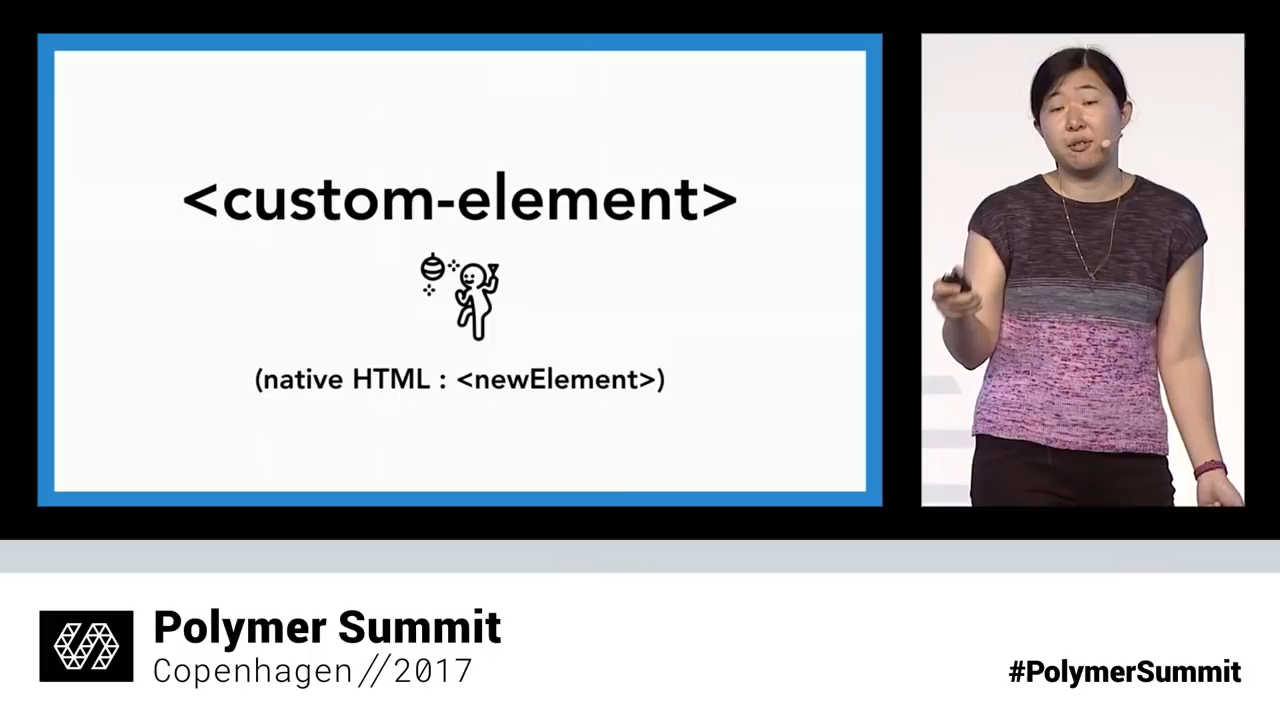 <custom-element>
(native HTML : <newElement>)
Polymer Summit
Copenhagen//2017
#PolymerSummit